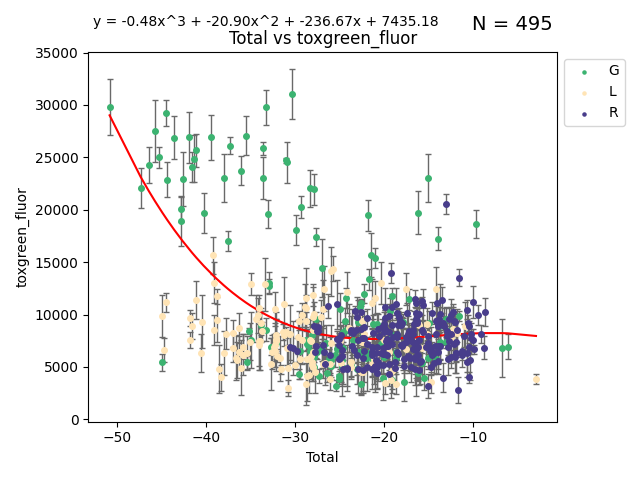 y = -0.48x^3 + -20.90x^2 + -236.67x + 7435.18
N = 495
Total vs toxgreen_fluor
35000
30000
25000
20000
15000
10000
5000
0
toxgreen_fluor
−50
−40
−30
−20
−10
Total
G
L
R